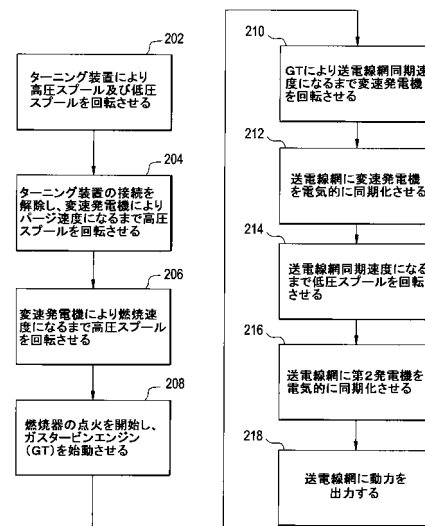 202
ターニング装置により
高圧スプール及び低圧
スプールを回転させる
204
ターニング装置の接続を
解除し、変速発電機により
パージ速度になるまで高圧
スプールを回転させる
206
変速発電機により燃焼速
度になるまで高圧スプール
を回転させる
208
燃焼器の点火を開始し、
ガスタービンエンジン
(GT)を始動させる
210
GTにより送電線網同期速
度になるまで変速発電機
を回転させる
212
送電線網に変速発電機
を電気的に同期化させる
214
送電線網同期速度になる
まで低圧スプールを回転
させる
216
送電線網に第2発電機を
電気的に同期化させる
218
送電線網に動力を
出力する